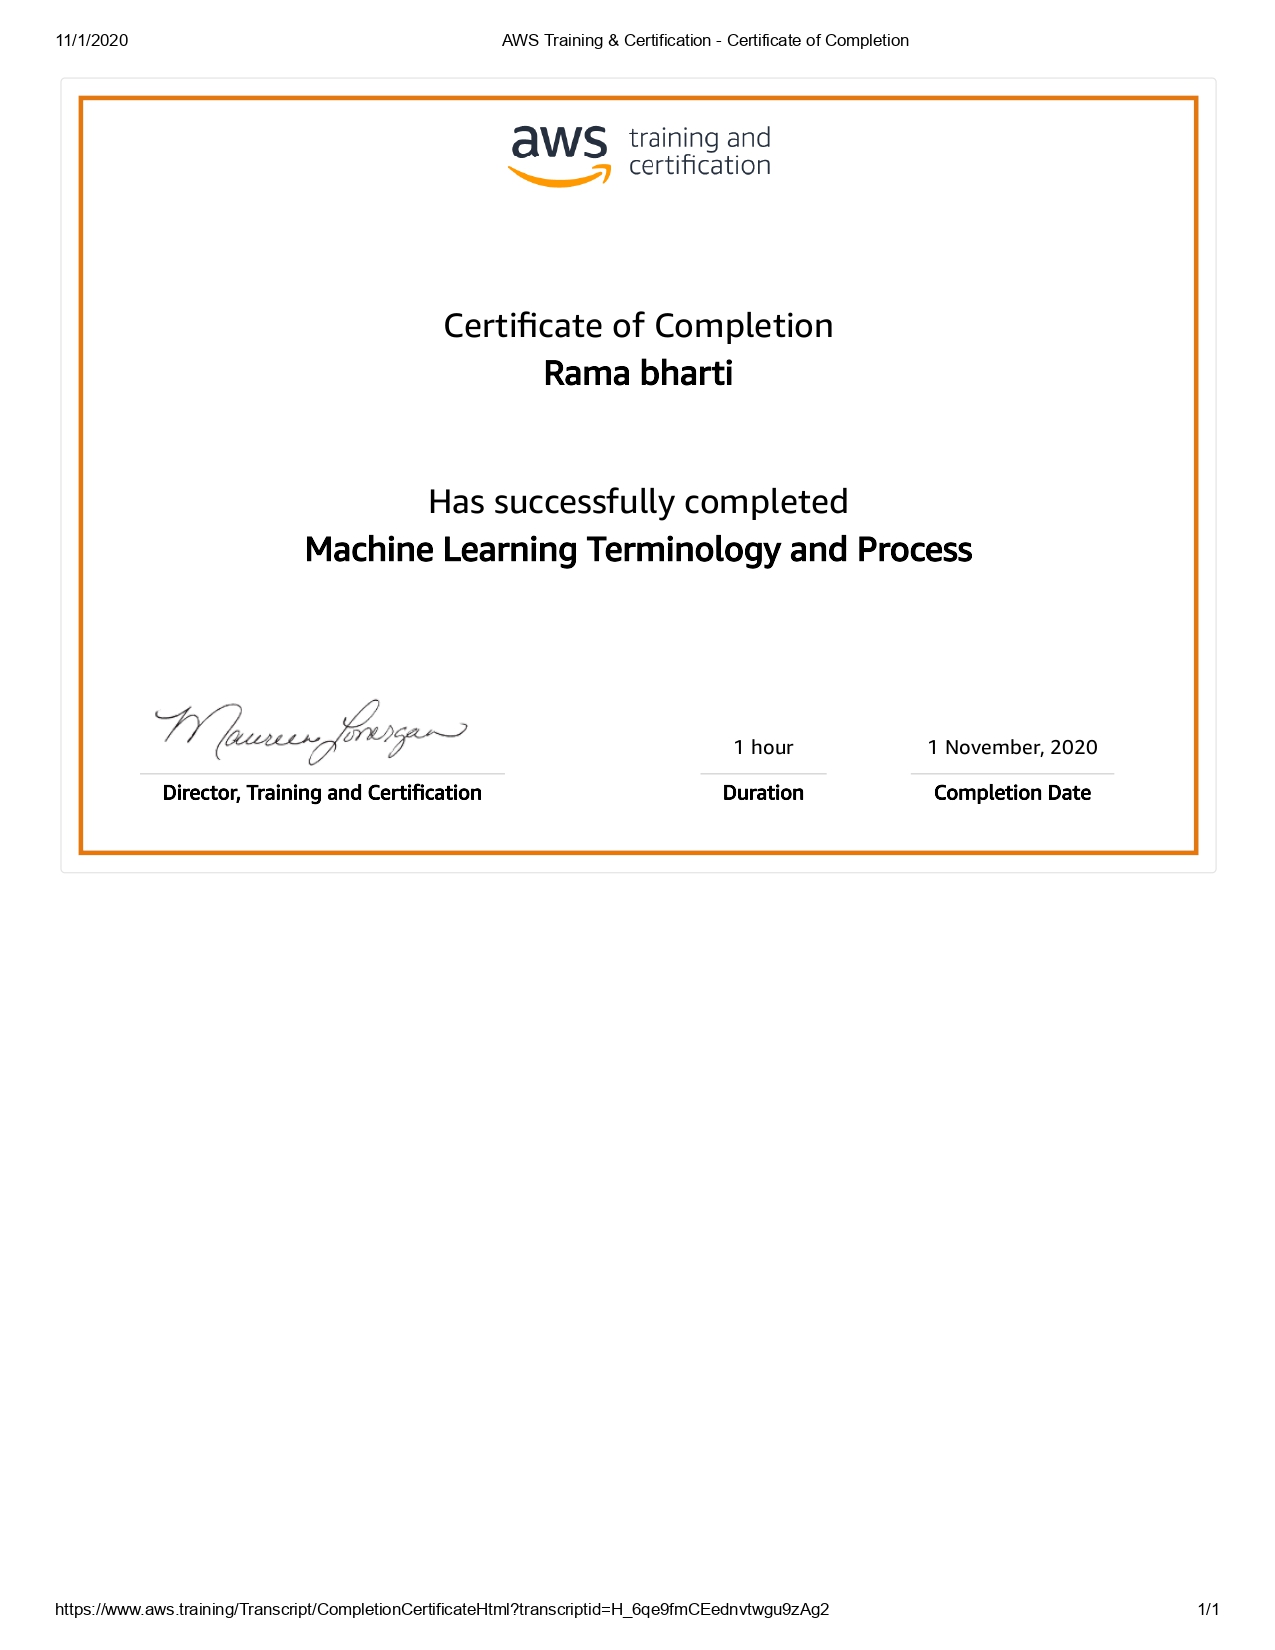 11/1/2020
AWS Training & Certification - Certificate of Completion
aws training and
certification
Certificate of Completion
Rama bharti
Has successfully completed
Machine Learning Terminology and Process
Maureen Lonergan
1 hour
1 November, 2020
Director, Training and Certification
Duration
Completion Date
https://www.aws.training/Transcript/CompletionCertificateHtml?transcriptid=H_6qe9fmCEednvtwgu9zAg2
1/1